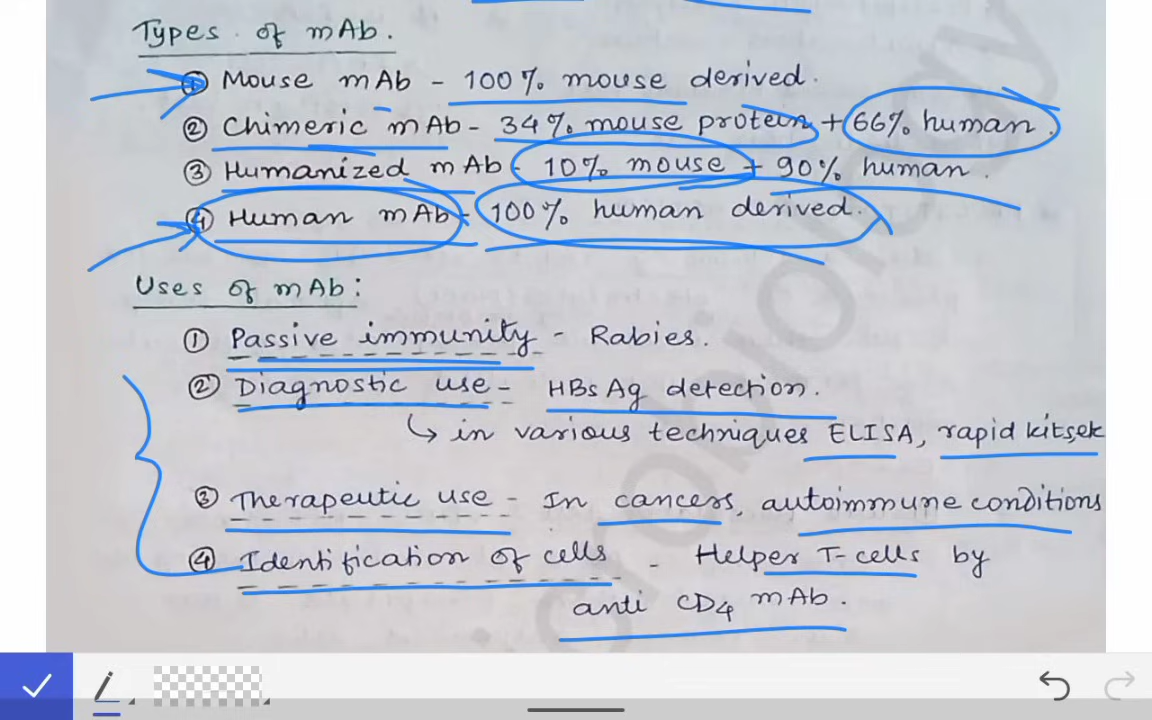 Types of mAb.
① Mouse mAb - 100% mouse derived.
② Chimeric mAb - 34% mouse protein + 66% human.
③ Humanized mAb - 10% mouse + 90% human.
④ Human mAb - 100% human derived.
Uses of mAb:
① Passive immunity - Rabies.
② Diagnostic use - HBsAg detection.
↳ in various techniques ELISA, rapid kits
③ Therapeutic use - In cancers, autoimmune conditions
④ Identification of cells - Helper T-cells by
anti CD4 mAb.